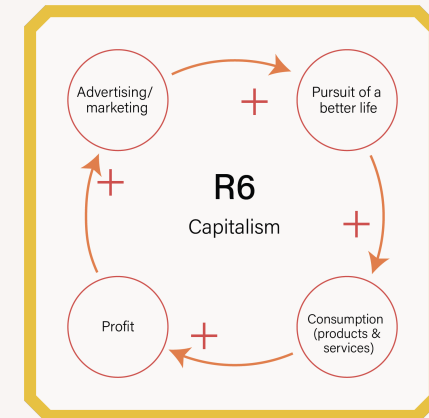 Advertising/
marketing
+
Pursuit of a
better life
+
R6
Capitalism
+
Profit
+
Consumption
(products &
services)